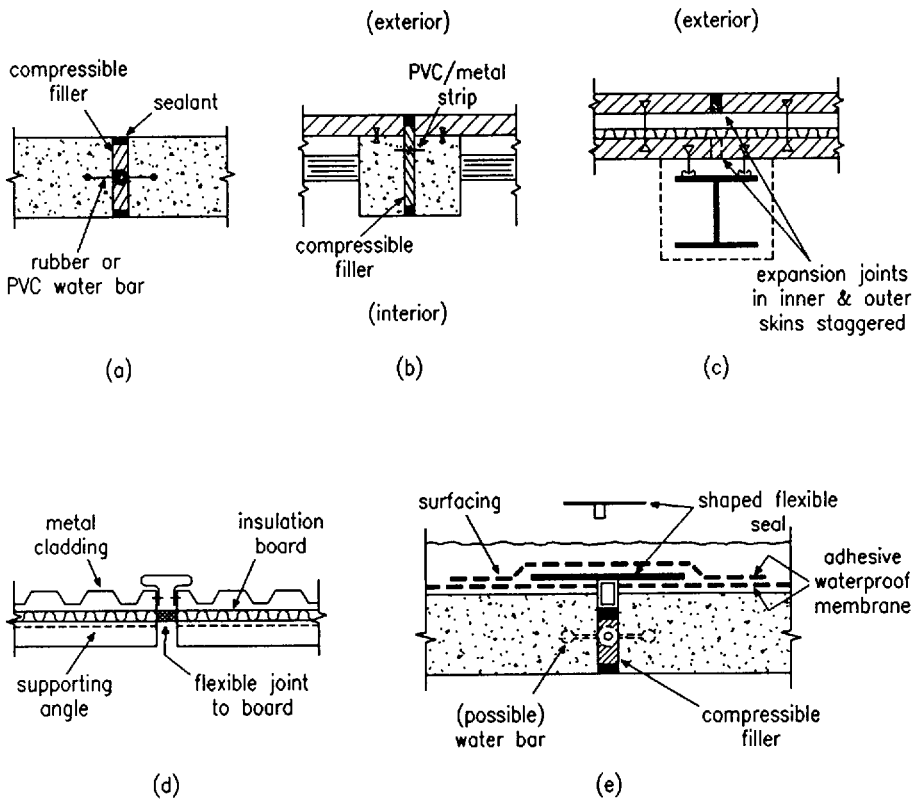 compressible
filler
sealant
rubber or
PVC water bar
(a)
(exterior)
PVC/metal
strip
compressible
filler
(interior)
(b)
(exterior)
expansion joints
in inner & outer
skins staggered
(c)
metal
cladding
insulation
board
supporting
angle
flexible joint
to board
(d)
surfacing
shaped flexible
seal
adhesive
waterproof
membrane
(possible)
water bar
compressible
filler
(e)